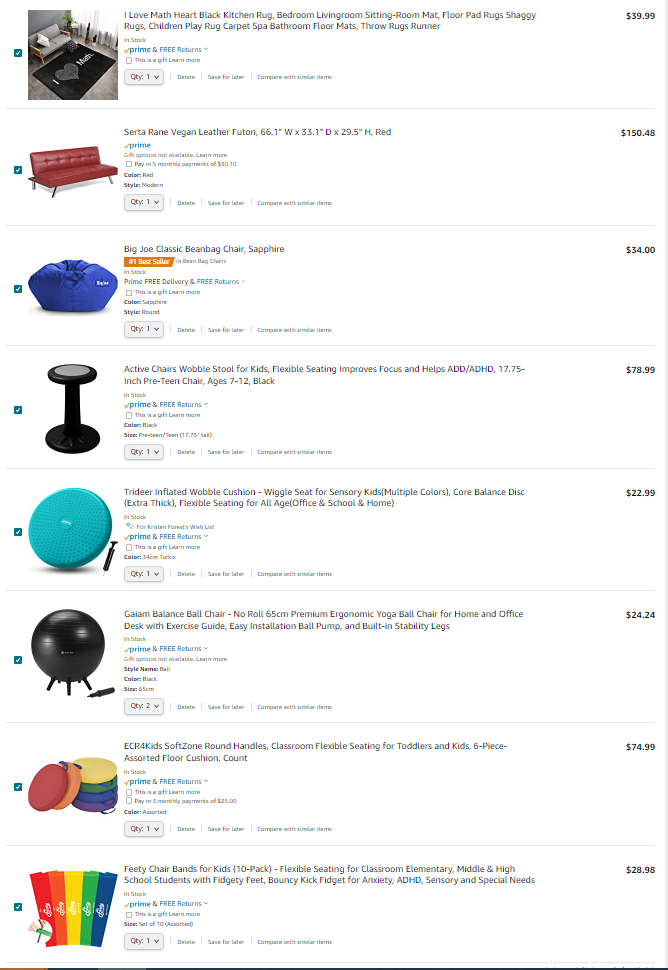 I Love Math Heart Black Kitchen Rug, Bedroom Livingroom Sitting-Room Mat, Floor Pad Rugs Shaggy
Rugs, Children Play Rug Carpet Spa Bathroom Floor Mats, Throw Rugs Runner
$39.99
In Stock
prime & FREE Returns
This is a gift Learn more
Qty: 1
Delete
Save for later
Compare with similar items
I
Math.
Serta Rane Vegan Leather Futon, 66.1" W x 33.1" D x 29.5" H, Red
$150.48
prime
Gift options not available. Learn more
Pay in 5 monthly payments of $30.10
Color: Red
Style: Modern
Qty: 1
Delete
Save for later
Compare with similar items
Big Joe Classic Beanbag Chair, Sapphire
$34.00
#1 Best Seller in Bean Bag Chairs
In Stock
Prime FREE Delivery & FREE Returns
This is a gift Learn more
Color: Sapphire
Style: Round
Qty: 1
Delete
Save for later
Compare with similar items
Active Chairs Wobble Stool for Kids, Flexible Seating Improves Focus and Helps ADD/ADHD, 17.75-
Inch Pre-Teen Chair, Ages 7-12, Black
$78.99
In Stock
prime & FREE Returns
This is a gift Learn more
Color: Black
Size: Pre-teen/Teen (17.75" tall)
Qty: 1
Delete
Save for later
Compare with similar items
Trideer Inflated Wobble Cushion - Wiggle Seat for Sensory Kids(Multiple Colors), Core Balance Disc
(Extra Thick), Flexible Seating for All Age(Office & School & Home)
$22.99
In Stock
For Kristen Forest's Wish List
prime & FREE Returns
This is a gift Learn more
Color: 34cm Turkis
Qty: 1
Delete
Save for later
Compare with similar items
Gaiam Balance Ball Chair - No Roll 65cm Premium Ergonomic Yoga Ball Chair for Home and Office
Desk with Exercise Guide, Easy Installation Ball Pump, and Built-in Stability Legs
$24.24
In Stock
prime & FREE Returns
Gift options not available. Learn more
Style Name: Ball
Color: Black
Size: 65cm
Qty: 2
Delete
Save for later
Compare with similar items
ECR4Kids SoftZone Round Handles, Classroom Flexible Seating for Toddlers and Kids, 6-Piece-
Assorted Floor Cushion, Count
$74.99
In Stock
prime & FREE Returns
This is a gift Learn more
Pay in 3 monthly payments of $25.00
Color: Assorted
Qty: 1
Delete
Save for later
Compare with similar items
Feety Chair Bands for Kids (10-Pack) - Flexible Seating for Classroom Elementary, Middle & High
School Students with Fidgety Feet, Bouncy Kick Fidget for Anxiety, ADHD, Sensory and Special Needs
$28.98
In Stock
prime & FREE Returns
This is a gift Learn more
Size: Set of 10 (Assorted)
Qty: 1
Delete
Save for later
Compare with similar items